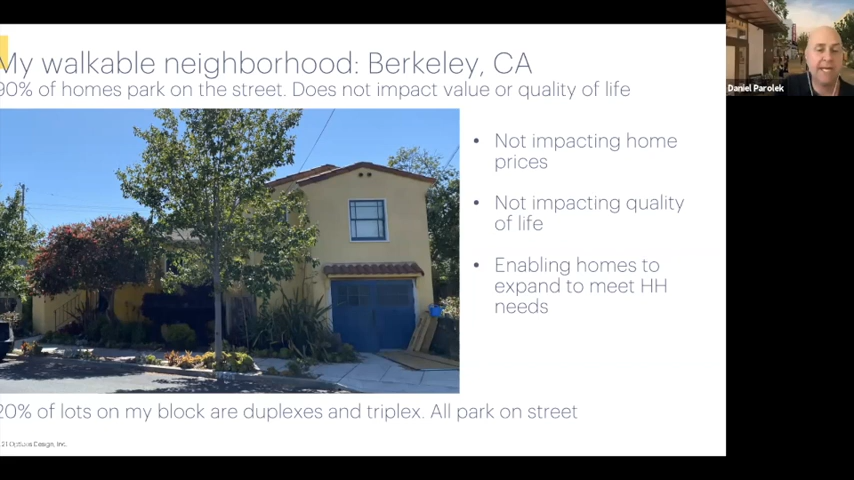 My walkable neighborhood: Berkeley, CA
90% of homes park on the street. Does not impact value or quality of life
Daniel Parolek
• Not impacting home
prices
• Not impacting quality
of life
• Enabling homes to
expand to meet HH
needs
20% of lots on my block are duplexes and triplex. All park on street
Design, Inc.